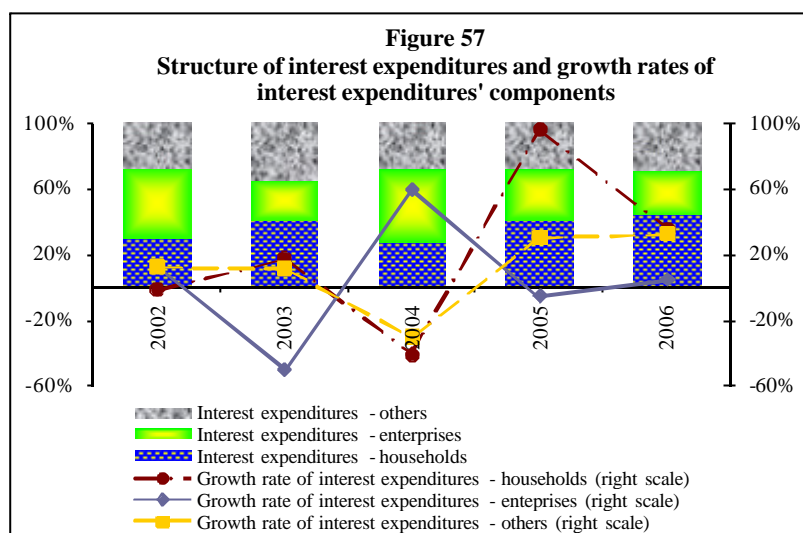 Figure 57
Structure of interest expenditures and growth rates of
interest expenditures' components
100% 100%
60% 60%
20% 20%
-20% -20%
-60% -60%
2002 2003 2004 2005 2006
Interest expenditures - others
Interest expenditures - enterprises
Interest expenditures - households
Growth rate of interest expenditures - households (right scale)
Growth rate of interest expenditures - enteprises (right scale)
Growth rate of interest expenditures - others (right scale)